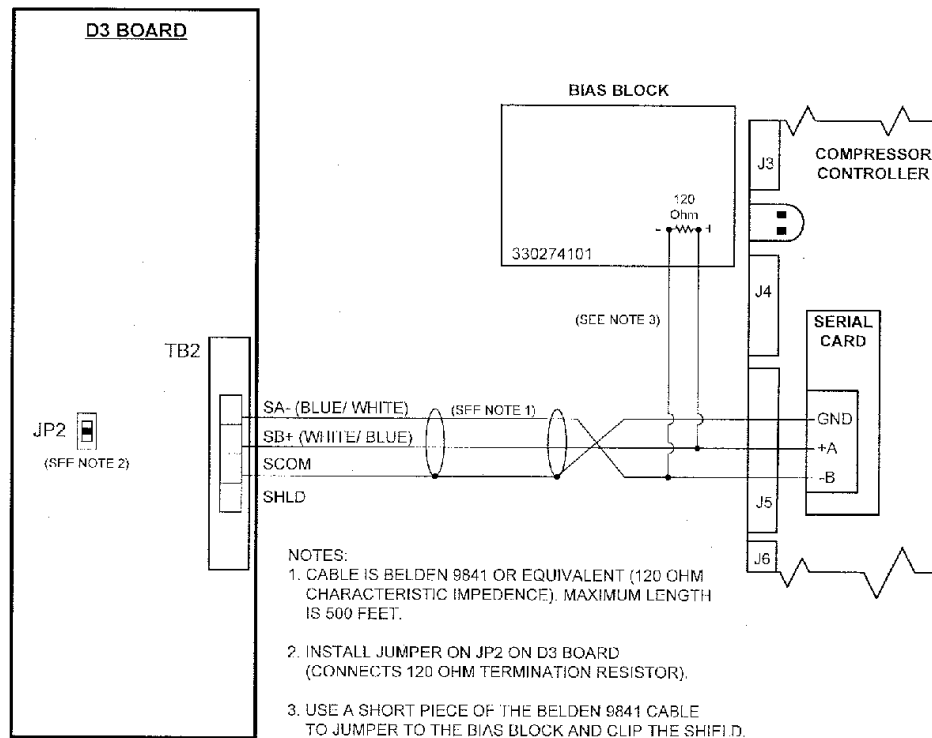 D3 BOARD
BIAS BLOCK
COMPRESSOR
CONTROLLER
J3
120
Ohm
- +
330274101
J4
(SEE NOTE 3)
SERIAL
CARD
TB2
SA- (BLUE/ WHITE)
(SEE NOTE 1)
GND
JP2
SB+ (WHITE/ BLUE)
+A
(SEE NOTE 2)
SCOM
-B
SHLD
J5
J6
NOTES:
1. CABLE IS BELDEN 9841 OR EQUIVALENT (120 OHM
CHARACTERISTIC IMPEDENCE). MAXIMUM LENGTH
IS 500 FEET.
2. INSTALL JUMPER ON JP2 ON D3 BOARD
(CONNECTS 120 OHM TERMINATION RESISTOR).
3. USE A SHORT PIECE OF THE BELDEN 9841 CABLE
TO JUMPER TO THE BIAS BLOCK AND CLIP THE SHIELD.